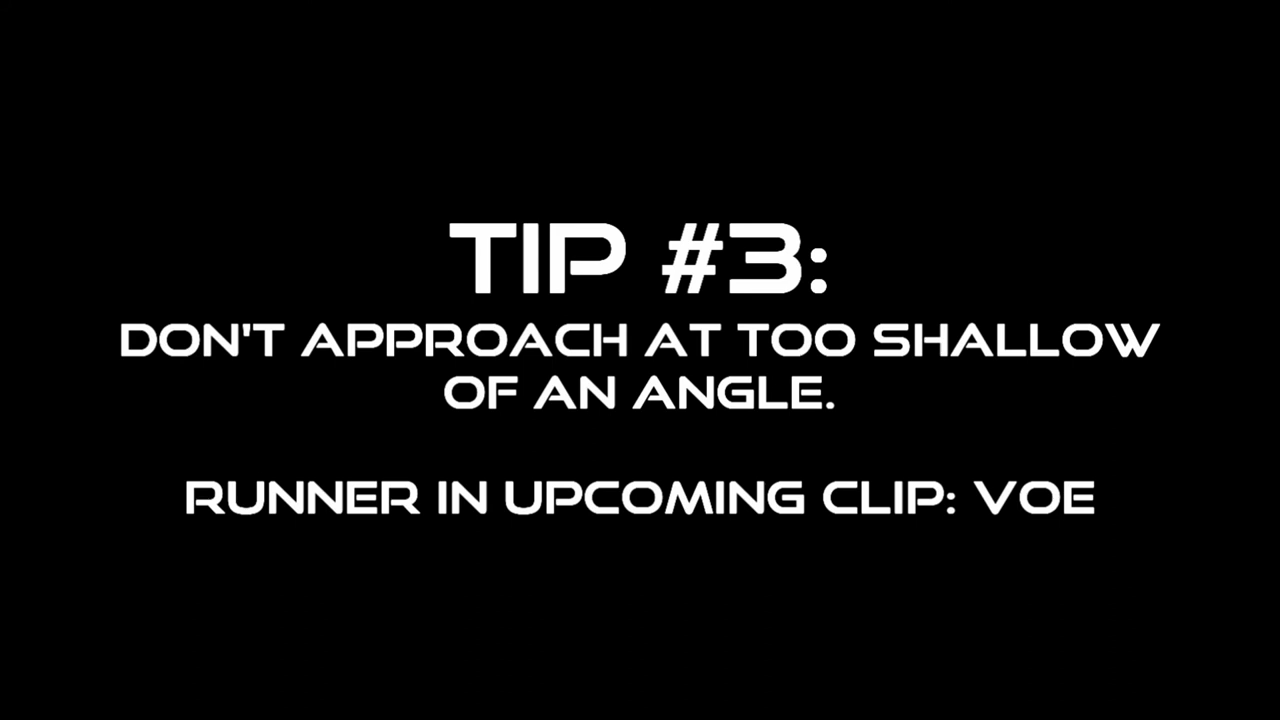 TIP #3:
DON'T APPROACH AT TOO SHALLOW
OF AN ANGLE.
RUNNER IN UPCOMING CLIP: VOE